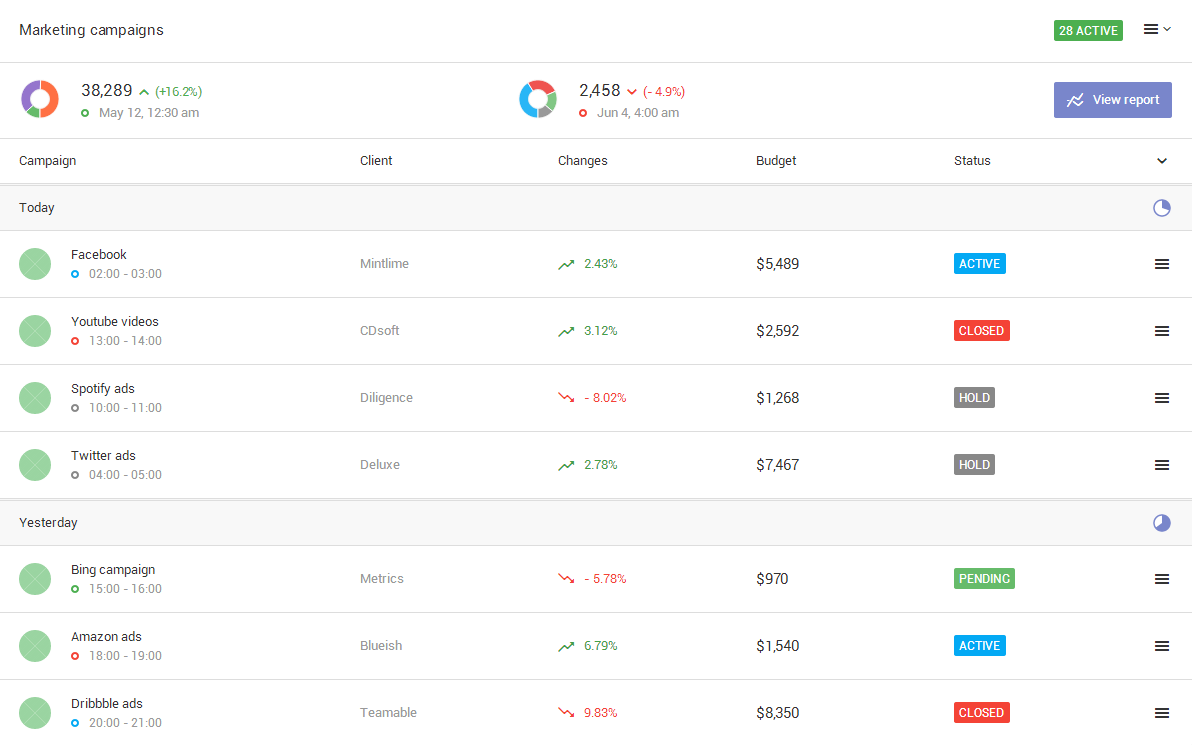 Marketing campaigns 28 ACTIVE
38,289 (+16.2%) 2,458 (- 4.9%) View report
May 12, 12:30 am Jun 4, 4:00 am
Campaign Client Changes Budget Status
Today
Facebook
02:00 - 03:00 Mintlime 2.43% $5,489 ACTIVE
Youtube videos
13:00 - 14:00 CDsoft 3.12% $2,592 CLOSED
Spotify ads
10:00 - 11:00 Diligence - 8.02% $1,268 HOLD
Twitter ads
04:00 - 05:00 Deluxe 2.78% $7,467 HOLD
Yesterday
Bing campaign
15:00 - 16:00 Metrics - 5.78% $970 PENDING
Amazon ads
18:00 - 19:00 Blueish 6.79% $1,540 ACTIVE
Dribbble ads
20:00 - 21:00 Teamable 9.83% $8,350 CLOSED